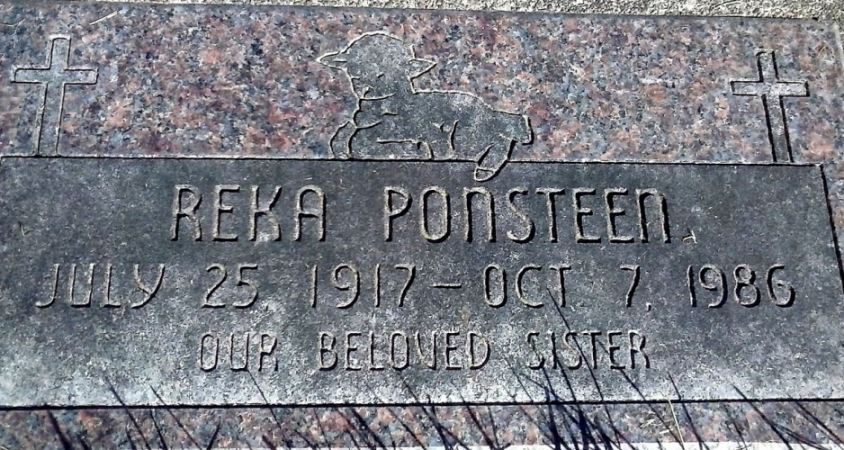 REKA PONSTEEN
JULY 25, 1917 - OCT 7, 1986
OUR BELOVED SISTER